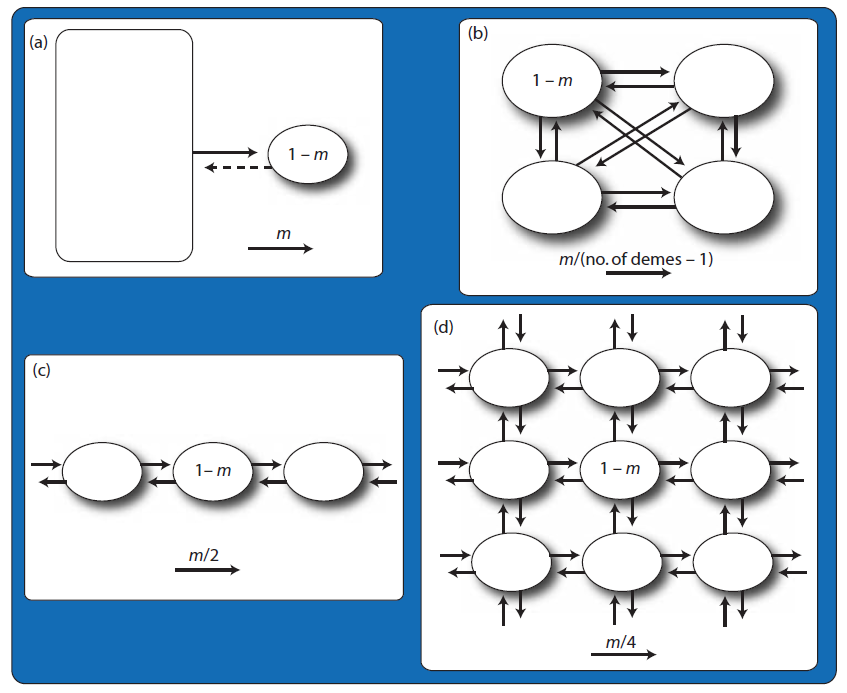 (a)
1 – m
m
(b)
1 – m
m/(no. of demes – 1)
(c)
1– m
m/2
(d)
1 – m
m/4